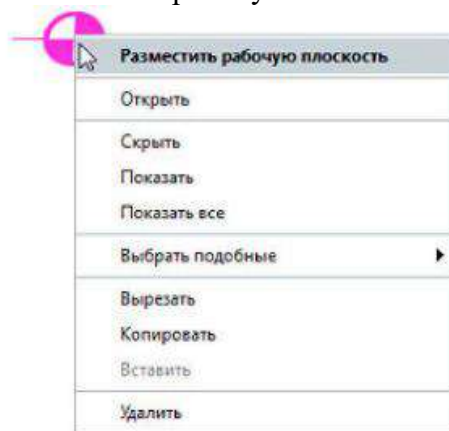 Разместить рабочую плоскость
Открыть
Скрыть
Показать
Показать все
Выбрать подобные
Вырезать
Копировать
Вставить
Удалить